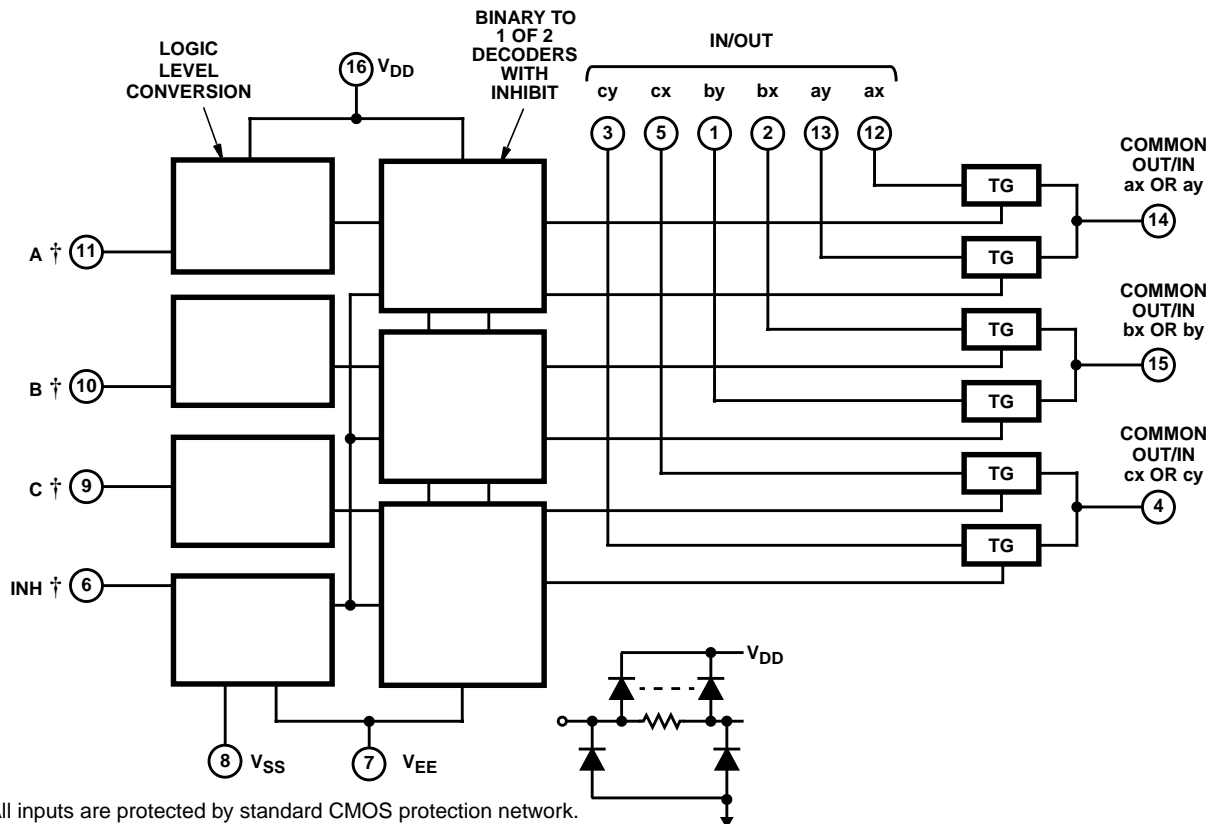 LOGIC
LEVEL
CONVERSION
16 VDD
BINARY TO
1 OF 2
DECODERS
WITH
INHIBIT
IN/OUT
cy cx by bx ay ax
3 5 1 2 13 12
COMMON
OUT/IN
ax OR ay
14
TG
TG
A † 11
COMMON
OUT/IN
bx OR by
15
TG
TG
B † 10
COMMON
OUT/IN
cx OR cy
4
TG
TG
C † 9
INH † 6
8 VSS
7 VEE
VDD
All inputs are protected by standard CMOS protection network.